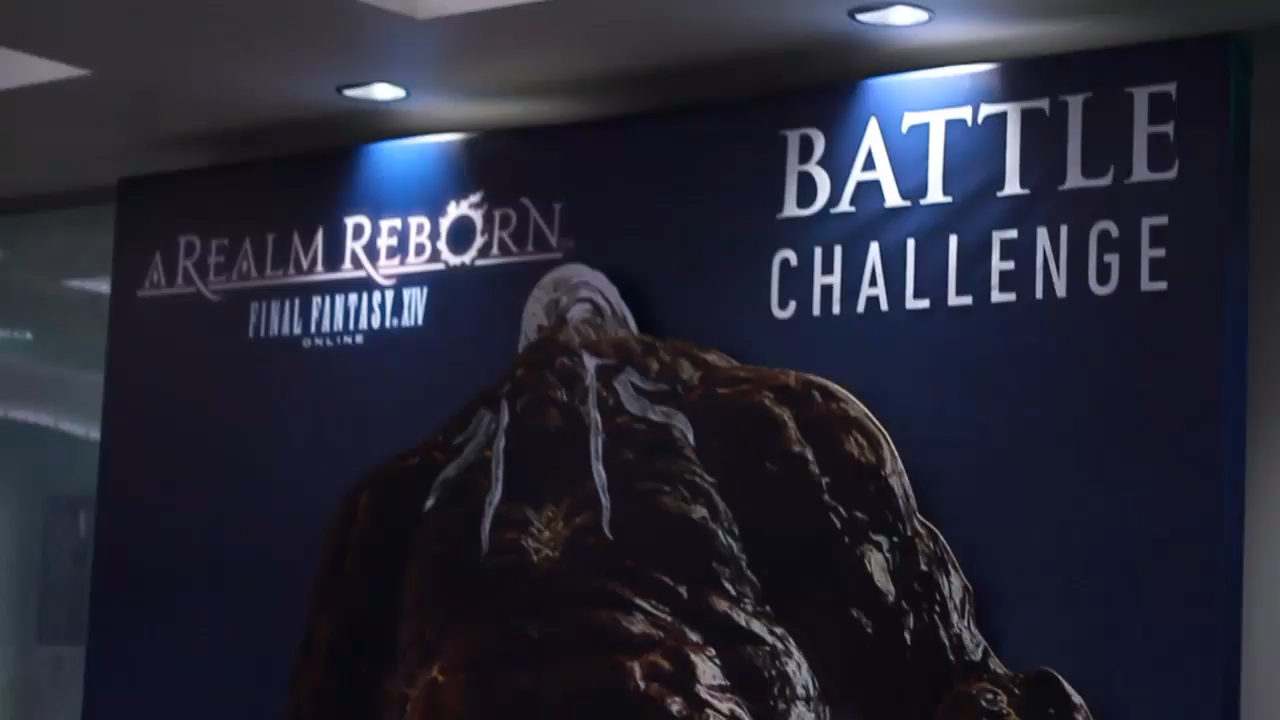 A REALM REBORN
FINAL FANTASY XIV
ONLINE
BATTLE
CHALLENGE